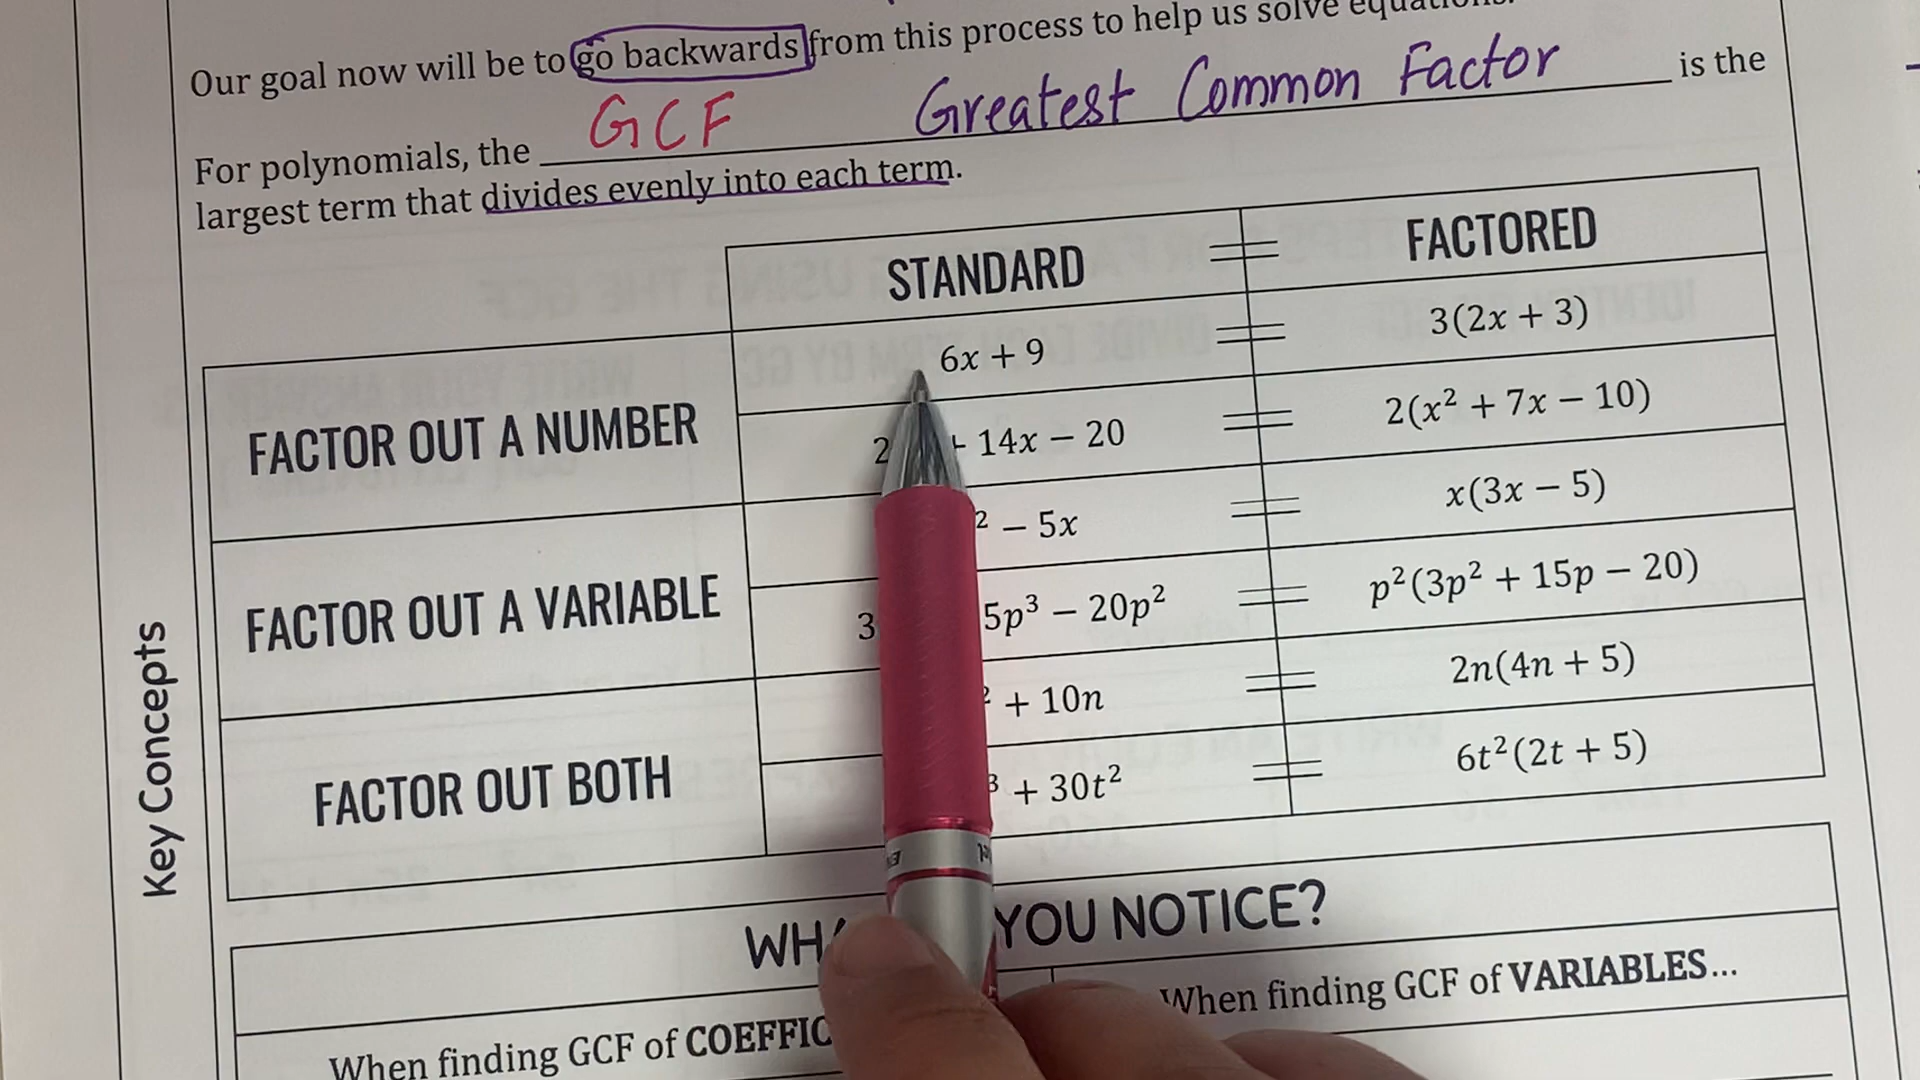 Our goal now will be to go backwards from this process to help us solve equations.
For polynomials, the GCF Greatest Common Factor is the
largest term that divides evenly into each term.
STANDARD = FACTORED
FACTOR OUT A NUMBER
6x + 9 = 3(2x + 3)
2 + 14x − 20 = 2(x² + 7x − 10)
FACTOR OUT A VARIABLE
² − 5x = x(3x − 5)
3 5p³ − 20p² = p²(3p² + 15p − 20)
FACTOR OUT BOTH
² + 10n = 2n(4n + 5)
³ + 30t² = 6t²(2t + 5)
Key Concepts
YOU NOTICE?
When finding GCF of COEFFIC
When finding GCF of VARIABLES...